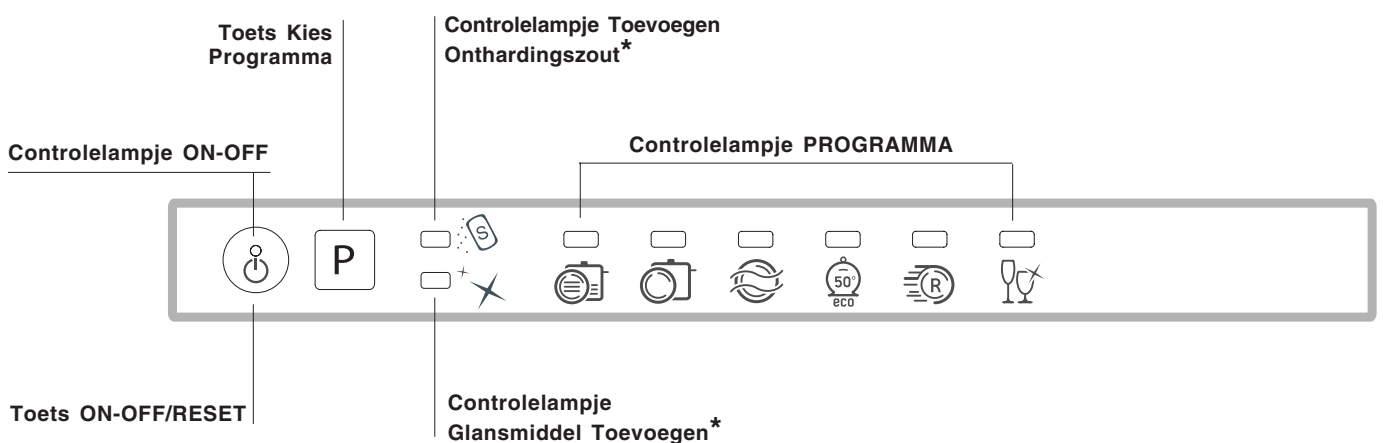 Toets Kies
Programma
Controlelampje Toevoegen
Onthardingszout*
Controlelampje ON-OFF
Controlelampje PROGRAMMA
P
S
50°
eco
R
Toets ON-OFF/RESET
Controlelampje
Glansmiddel Toevoegen*